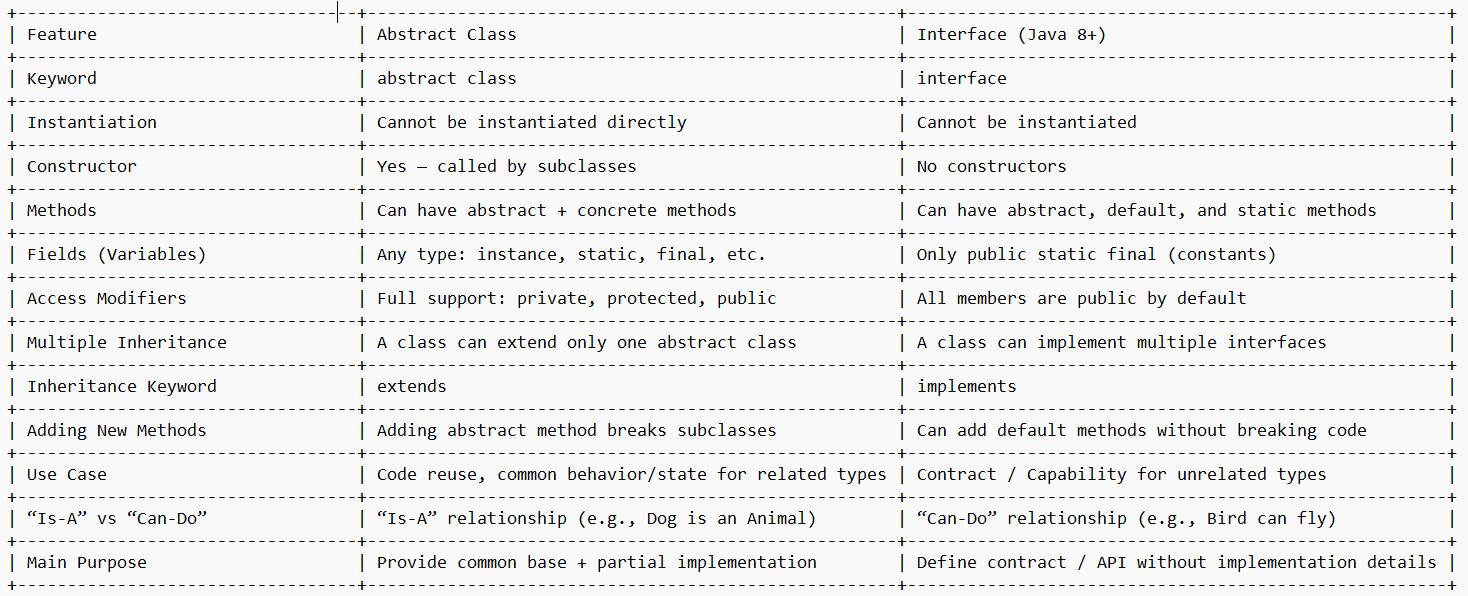 +----------------------------------+-----------------------------------------------------+------------------------------------------------------+
| Feature | Abstract Class | Interface (Java 8+) |
+----------------------------------+-----------------------------------------------------+------------------------------------------------------+
| Keyword | abstract class | interface |
+----------------------------------+-----------------------------------------------------+------------------------------------------------------+
| Instantiation | Cannot be instantiated directly | Cannot be instantiated |
+----------------------------------+-----------------------------------------------------+------------------------------------------------------+
| Constructor | Yes – called by subclasses | No constructors |
+----------------------------------+-----------------------------------------------------+------------------------------------------------------+
| Methods | Can have abstract + concrete methods | Can have abstract, default, and static methods |
+----------------------------------+-----------------------------------------------------+------------------------------------------------------+
| Fields (Variables) | Any type: instance, static, final, etc. | Only public static final (constants) |
+----------------------------------+-----------------------------------------------------+------------------------------------------------------+
| Access Modifiers | Full support: private, protected, public | All members are public by default |
+----------------------------------+-----------------------------------------------------+------------------------------------------------------+
| Multiple Inheritance | A class can extend only one abstract class | A class can implement multiple interfaces |
+----------------------------------+-----------------------------------------------------+------------------------------------------------------+
| Inheritance Keyword | extends | implements |
+----------------------------------+-----------------------------------------------------+------------------------------------------------------+
| Adding New Methods | Adding abstract method breaks subclasses | Can add default methods without breaking code |
+----------------------------------+-----------------------------------------------------+------------------------------------------------------+
| Use Case | Code reuse, common behavior/state for related types | Contract / Capability for unrelated types |
+----------------------------------+-----------------------------------------------------+------------------------------------------------------+
| “Is-A” vs “Can-Do” | “Is-A” relationship (e.g., Dog is an Animal) | “Can-Do” relationship (e.g., Bird can fly) |
+----------------------------------+-----------------------------------------------------+------------------------------------------------------+
| Main Purpose | Provide common base + partial implementation | Define contract / API without implementation details |
+----------------------------------+-----------------------------------------------------+------------------------------------------------------+